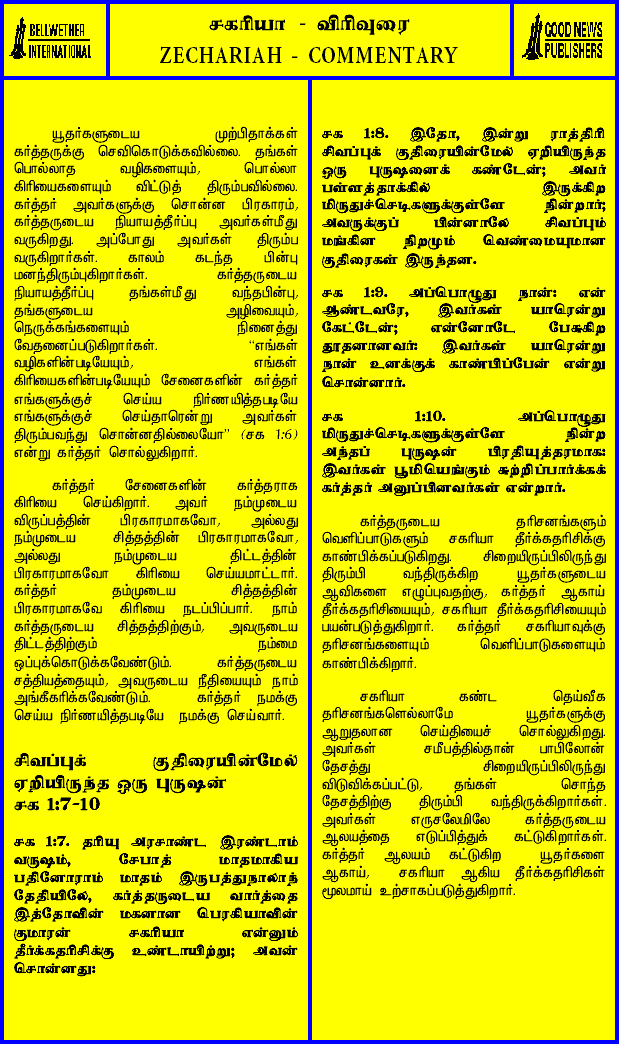 BELLWETHER
INTERNATIONAL
சகரியா - விரிவுரை
ZECHARIAH - COMMENTARY
GOOD NEWS
PUBLISHERS
யூதர்களுடைய முற்பிதாக்கள்
கர்த்தருக்கு செவிகொடுக்கவில்லை. தங்கள்
பொல்லாத வழிகளையும், பொல்லா
கிரியைகளையும் விட்டுத் திரும்பவில்லை.
கர்த்தர் அவர்களுக்கு சொன்ன பிரகாரம்,
கர்த்தருடைய நியாயத்தீர்ப்பு அவர்கள்மீது
வருகிறது. அப்போது அவர்கள் திரும்ப
வருகிறார்கள். காலம் கடந்த பின்பு
மனந்திரும்புகிறார்கள். கர்த்தருடைய
நியாயத்தீர்ப்பு தங்கள்மீது வந்தபின்பு,
தங்களுடைய அழிவையும்,
நெருக்கங்களையும் நினைத்து
வேதனைப்படுகிறார்கள். "எங்கள்
வழிகளின்படியேயும், எங்கள்
கிரியைகளின்படியேயும் சேனைகளின் கர்த்தர்
எங்களுக்குச் செய்ய நிர்ணயித்தபடியே
எங்களுக்குச் செய்தாரென்று அவர்கள்
திரும்பவந்து சொன்னதில்லையோ" (சக 1:6)
என்று கர்த்தர் சொல்லுகிறார்.
கர்த்தர் சேனைகளின் கர்த்தராக
கிரியை செய்கிறார். அவர் நம்முடைய
விருப்பத்தின் பிரகாரமாகவோ, அல்லது
நம்முடைய சித்தத்தின் பிரகாரமாகவோ,
அல்லது நம்முடைய திட்டத்தின்
பிரகாரமாகவோ கிரியை செய்யமாட்டார்.
கர்த்தர் தம்முடைய சித்தத்தின்
பிரகாரமாகவே கிரியை நடப்பிப்பார். நாம்
கர்த்தருடைய சித்தத்திற்கும், அவருடைய
திட்டத்திற்கும் நம்மை
ஒப்புக்கொடுக்கவேண்டும். கர்த்தருடைய
சத்தியத்தையும், அவருடைய நீதியையும் நாம்
அங்கீகரிக்கவேண்டும். கர்த்தர் நமக்கு
செய்ய நிர்ணயித்தபடியே நமக்கு செய்வார்.
சிவப்புக் குதிரையின்மேல்
ஏறியிருந்த ஒரு புருஷன்
சக 1:7-10
சக 1:7. தரியு அரசாண்ட இரண்டாம்
வருஷம், சேபாத் மாதமாகிய
பதினோராம் மாதம் இருபத்துநாலாந்
தேதியிலே, கர்த்தருடைய வார்த்தை
இத்தோவின் மகனான பெரகியாவின்
குமாரன் சகரியா என்னும்
தீர்க்கதரிசிக்கு உண்டாயிற்று; அவன்
சொன்னது:
சக 1:8. இதோ, இன்று ராத்திரி
சிவப்புக் குதிரையின்மேல் ஏறியிருந்த
ஒரு புருஷனைக் கண்டேன்; அவர்
பள்ளத்தாக்கில் இருக்கிற
மிருதுச்செடிகளுக்குள்ளே நின்றார்;
அவருக்குப் பின்னாலே சிவப்பும்
மங்கின நிறமும் வெண்மையுமான
குதிரைகள் இருந்தன.
சக 1:9. அப்பொழுது நான்: என்
ஆண்டவரே, இவர்கள் யாரென்று
கேட்டேன்; என்னோடே பேசுகிற
தூதனானவர்: இவர்கள் யாரென்று
நான் உனக்குக் காண்பிப்பேன் என்று
சொன்னார்.
சக 1:10. அப்பொழுது
மிருதுச்செடிகளுக்குள்ளே நின்ற
அந்தப் புருஷன் பிரதியுத்தரமாக:
இவர்கள் பூமியெங்கும் சுற்றிப்பார்க்கக்
கர்த்தர் அனுப்பினவர்கள் என்றார்.
கர்த்தருடைய தரிசனங்களும்
வெளிப்பாடுகளும் சகரியா தீர்க்கதரிசிக்கு
காண்பிக்கப்படுகிறது. சிறையிருப்பிலிருந்து
திரும்பி வந்திருக்கிற யூதர்களுடைய
ஆவிகளை எழுப்புவதற்கு, கர்த்தர் ஆகாய்
தீர்க்கதரிசியையும், சகரியா தீர்க்கதரிசியையும்
பயன்படுத்துகிறார். கர்த்தர் சகரியாவுக்கு
தரிசனங்களையும் வெளிப்பாடுகளையும்
காண்பிக்கிறார்.
சகரியா கண்ட தெய்வீக
தரிசனங்களெல்லாமே யூதர்களுக்கு
ஆறுதலான செய்தியைச் சொல்லுகிறது.
அவர்கள் சமீபத்தில்தான் பாபிலோன்
தேசத்து சிறையிருப்பிலிருந்து
விடுவிக்கப்பட்டு, தங்கள் சொந்த
தேசத்திற்கு திரும்பி வந்திருக்கிறார்கள்.
அவர்கள் எருசலேமிலே கர்த்தருடைய
ஆலயத்தை எடுப்பித்துக் கட்டுகிறார்கள்.
கர்த்தர் ஆலயம் கட்டுகிற யூதர்களை
ஆகாய், சகரியா ஆகிய தீர்க்கதரிசிகள்
மூலமாய் உற்சாகப்படுத்துகிறார்.